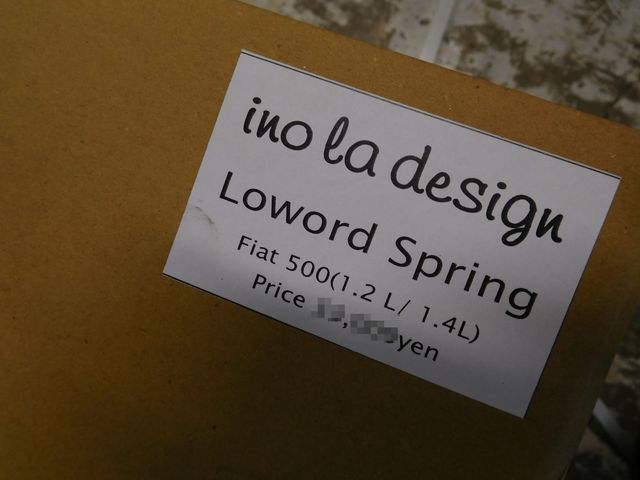 ino la design
Loword Spring
Fiat 500(1.2 L/ 1.4L)
Price yen